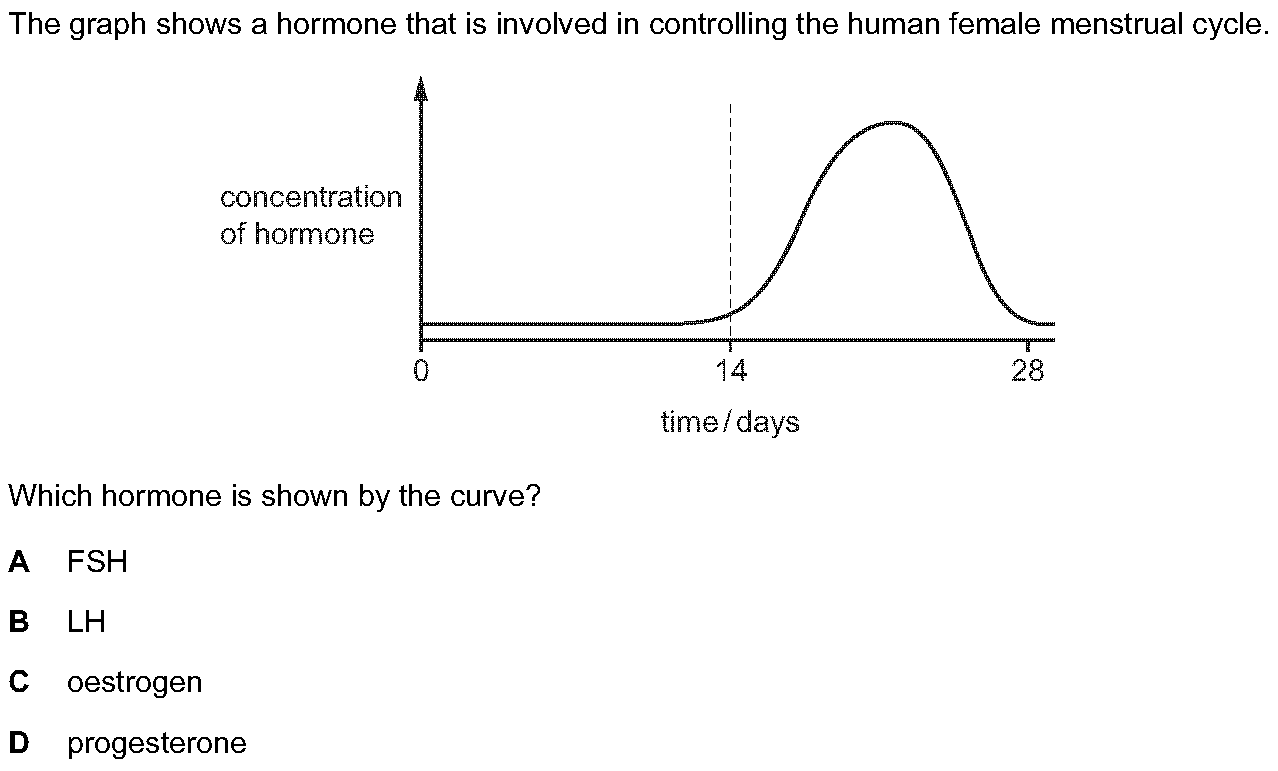 The graph shows a hormone that is involved in controlling the human female menstrual cycle.
concentration
of hormone
0
14
28
time / days
Which hormone is shown by the curve?
A FSH
B LH
C oestrogen
D progesterone